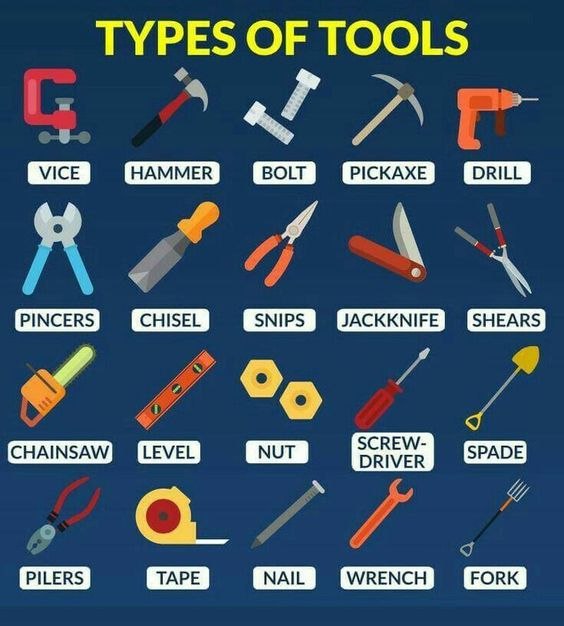 TYPES OF TOOLS
VICE
HAMMER
BOLT
PICKAXE
DRILL
PINCERS
CHISEL
SNIPS
JACKKNIFE
SHEARS
CHAINSAW
LEVEL
NUT
SCREW-
DRIVER
SPADE
PILERS
TAPE
NAIL
WRENCH
FORK